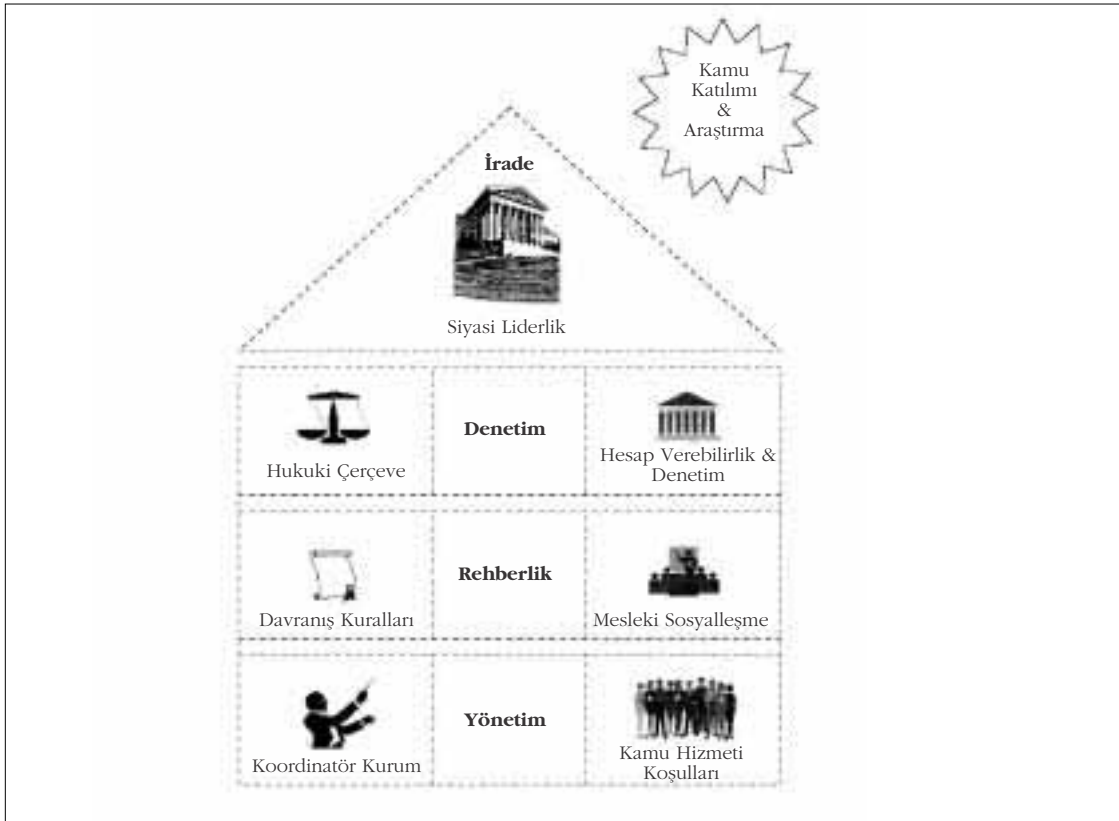 Kamu
Katılımı
&
Araştırma
İrade
Siyasi Liderlik
Hukuki Çerçeve
Denetim
Hesap Verebilirlik &
Denetim
Davranış Kuralları
Rehberlik
Mesleki Sosyalleşme
Koordinatör Kurum
Yönetim
Kamu Hizmeti
Koşulları